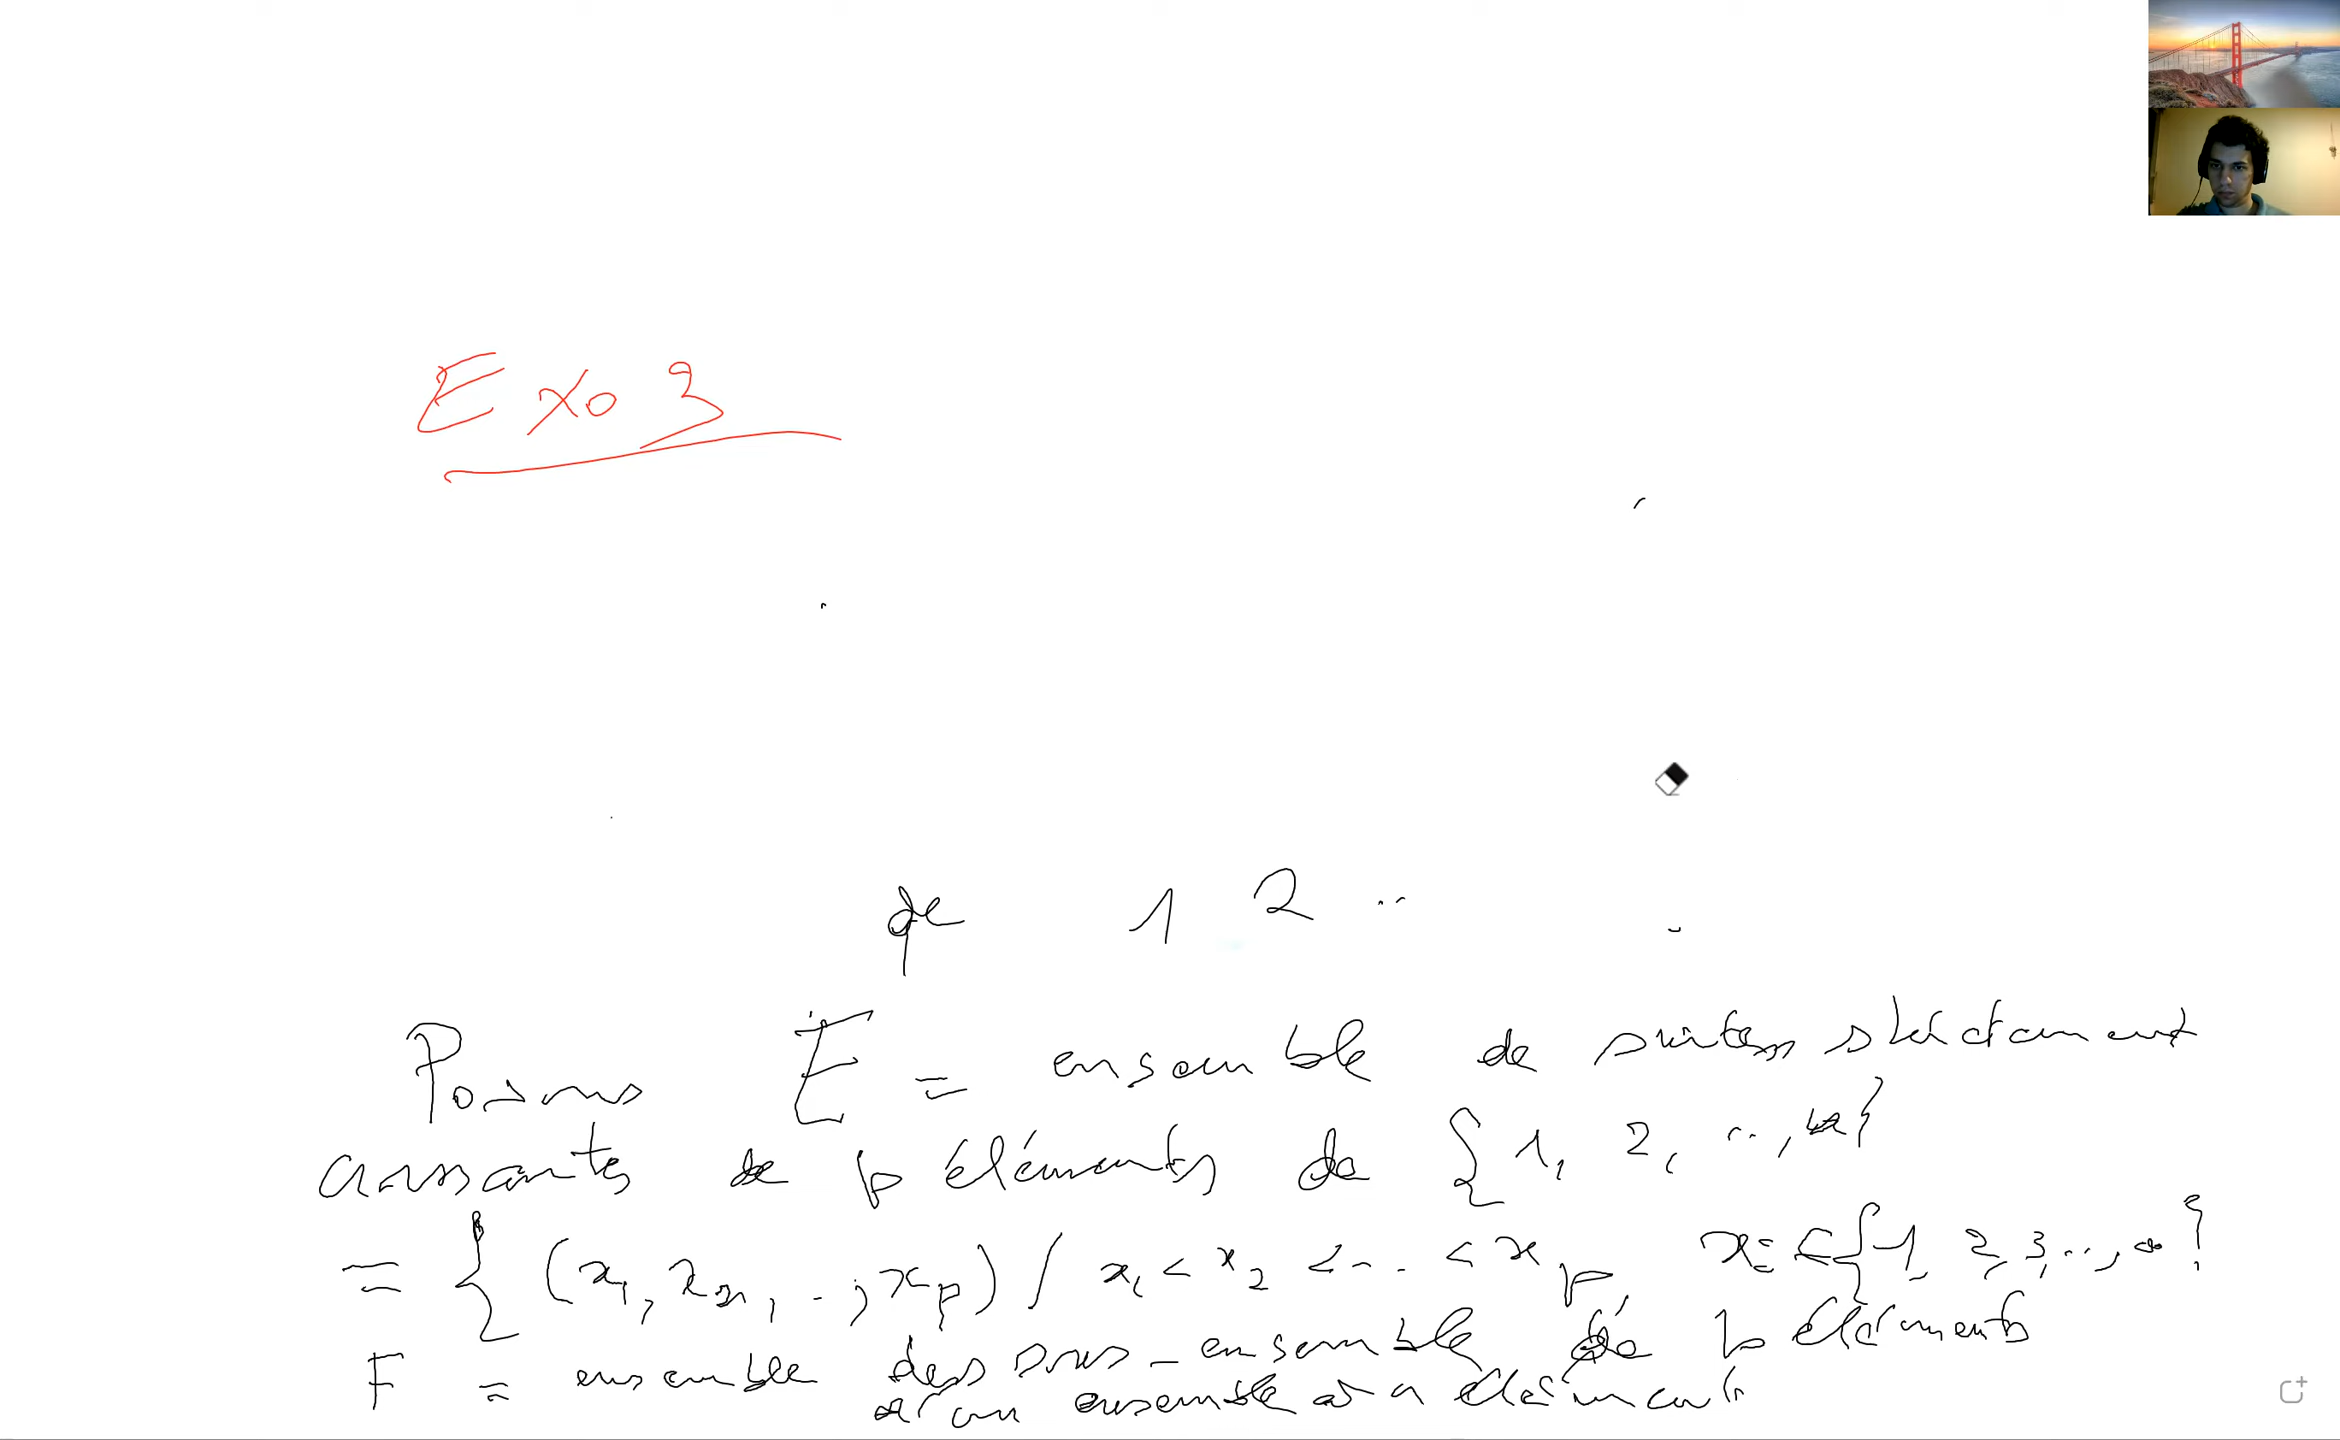 Exo 3
de 1 2 ..
Posons E = ensemble de suites strictement
croissantes de p éléments de {1, 2, .., n}
= { (x1, x2, .., xp) / x1 < x2 < ... < xp, xi ∈ {1, 2, 3, .., n}
F = ensemble des sous-ensemble de p éléments
d'un ensemble à n éléments